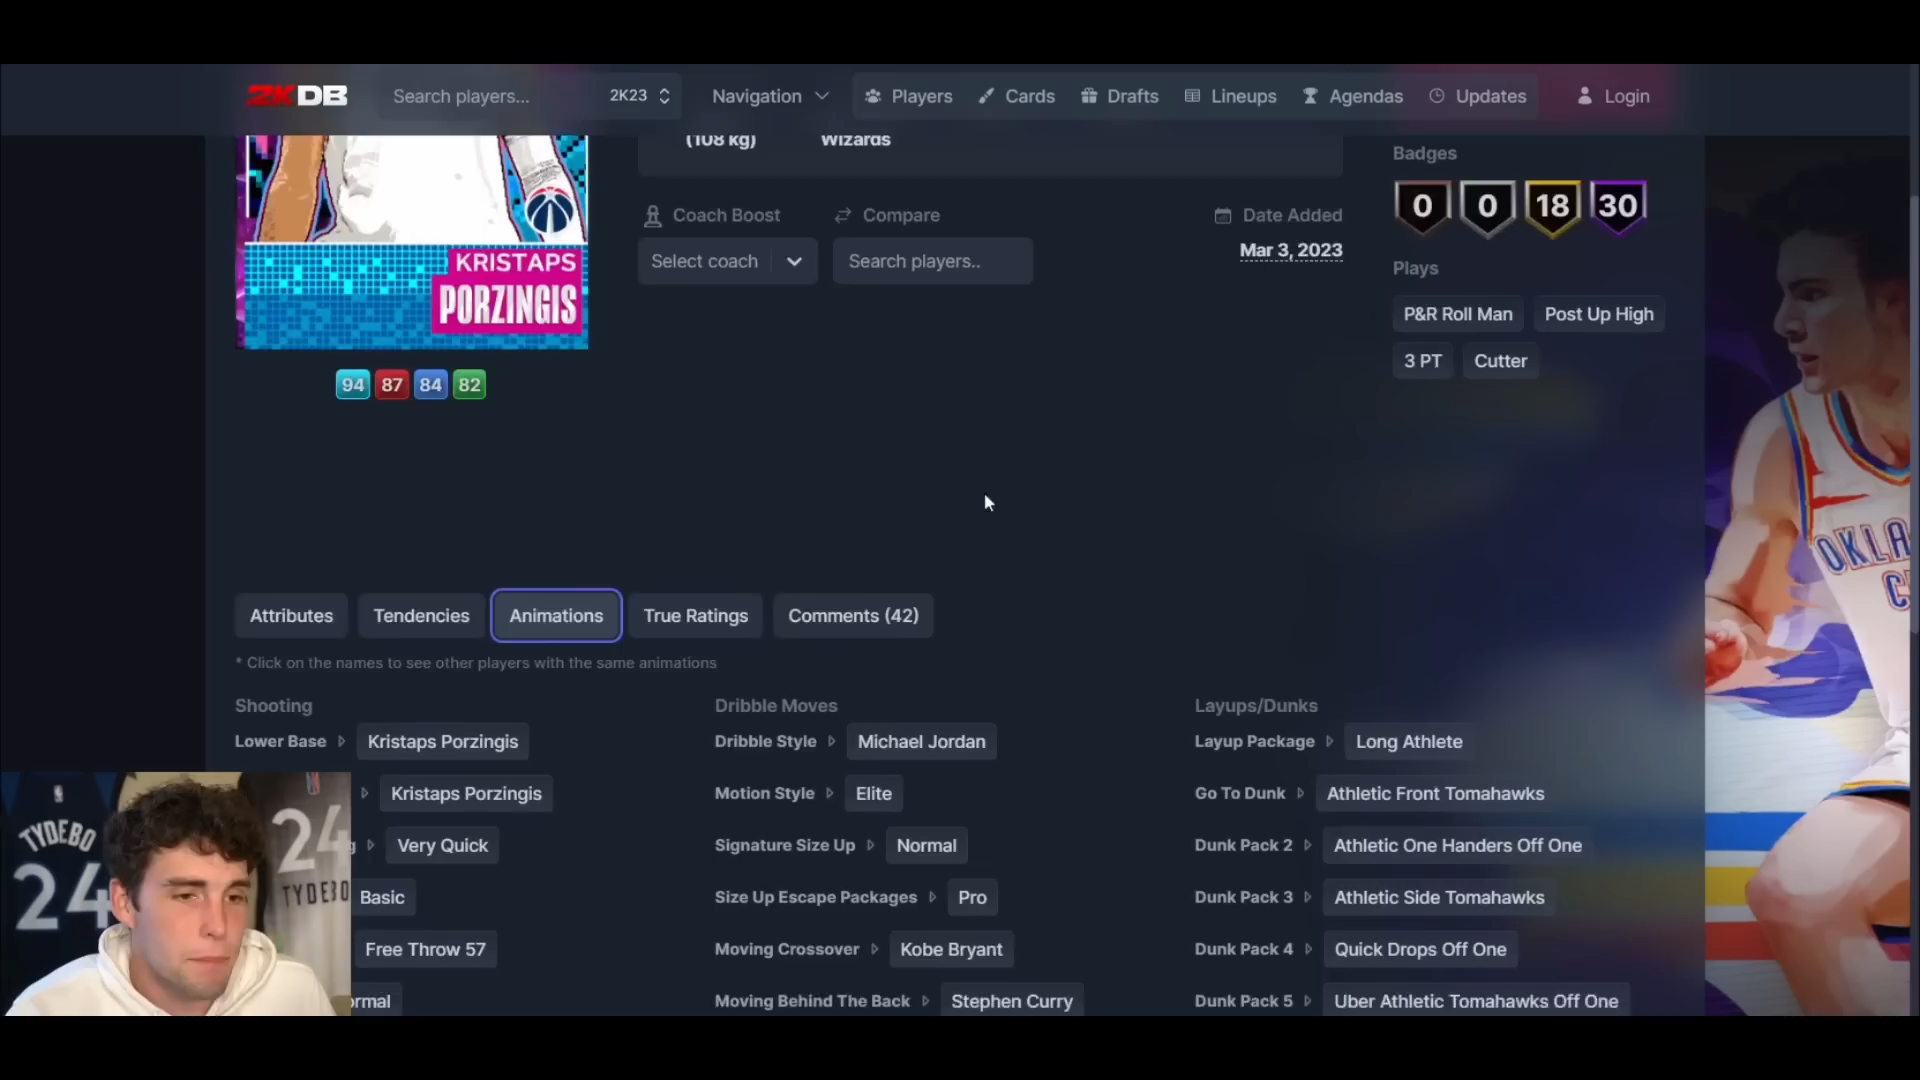 2KDB
Search players...
2K23
Navigation
Players
Cards
Drafts
Lineups
Agendas
Updates
Login
(108 kg)
Wizards
Badges
0
0
18
30
Coach Boost
Compare
Date Added
Select coach
Search players..
Mar 3, 2023
Plays
P&R Roll Man
Post Up High
3 PT
Cutter
KRISTAPS
PORZINGIS
94
87
84
82
Attributes
Tendencies
Animations
True Ratings
Comments (42)
* Click on the names to see other players with the same animations
Shooting
Lower Base
Kristaps Porzingis
Kristaps Porzingis
Very Quick
Basic
Free Throw 57
Dribble Moves
Dribble Style
Michael Jordan
Motion Style
Elite
Signature Size Up
Normal
Size Up Escape Packages
Pro
Moving Crossover
Kobe Bryant
Moving Behind The Back
Stephen Curry
Layups/Dunks
Layup Package
Long Athlete
Go To Dunk
Athletic Front Tomahawks
Dunk Pack 2
Athletic One Handers Off One
Dunk Pack 3
Athletic Side Tomahawks
Dunk Pack 4
Quick Drops Off One
Dunk Pack 5
Uber Athletic Tomahawks Off One
TYDEBO
24
24
TYDEBO